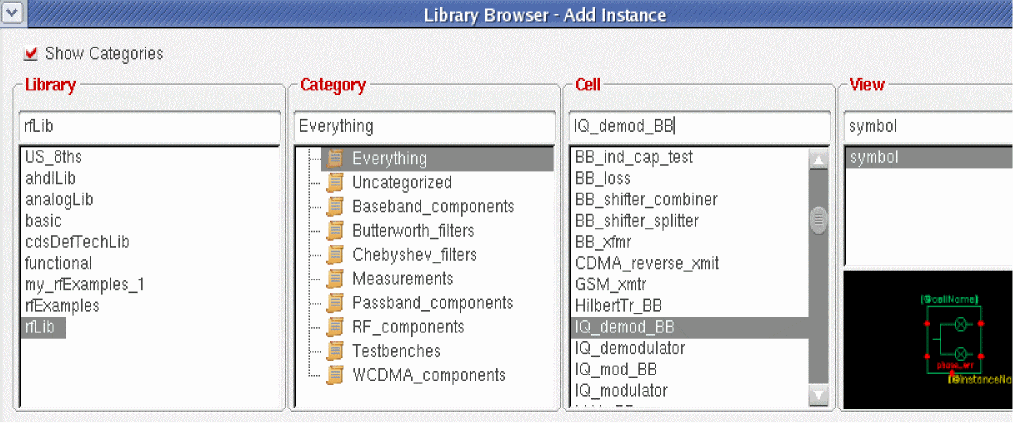 Library Browser - Add Instance
Show Categories
Library
rfLib
US_8ths
ahdlLib
analogLib
basic
cdsDefTechLib
functional
my_rfExamples_1
rfExamples
rfLib
Category
Everything
Everything
Uncategorized
Baseband_components
Butterworth_filters
Chebyshev_filters
Measurements
Passband_components
RF_components
Testbenches
WCDMA_components
Cell
IQ_demod_BB
BB_ind_cap_test
BB_loss
BB_shifter_combiner
BB_shifter_splitter
BB_xfmr
CDMA_reverse_xmit
GSM_xmtr
HilbertTr_BB
IQ_demod_BB
IQ_demodulator
IQ_mod_BB
IQ_modulator
View
symbol
symbol
[@cellName]
phase_err
[@instanceNa